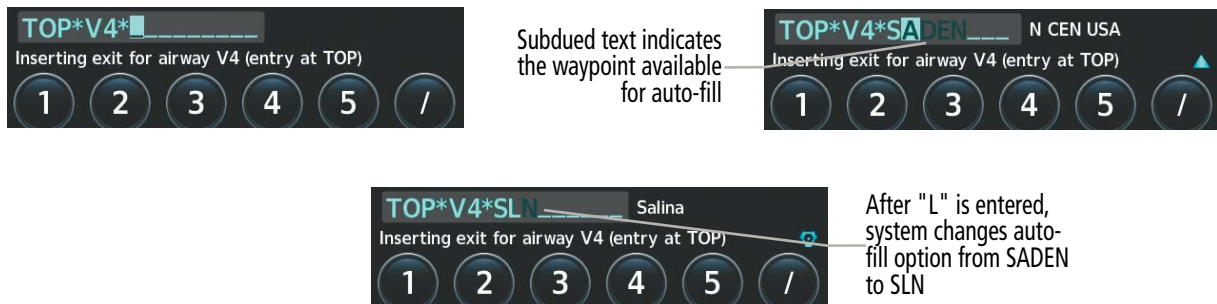 TOP*V4*_________
Inserting exit for airway V4 (entry at TOP)
1 2 3 4 5 /
Subdued text indicates
the waypoint available
for auto-fill
TOP*V4*SADEN___ N CEN USA
Inserting exit for airway V4 (entry at TOP)
1 2 3 4 5 /
TOP*V4*SLN______ Salina
Inserting exit for airway V4 (entry at TOP)
1 2 3 4 5 /
After "L" is entered,
system changes auto-
fill option from SADEN
to SLN